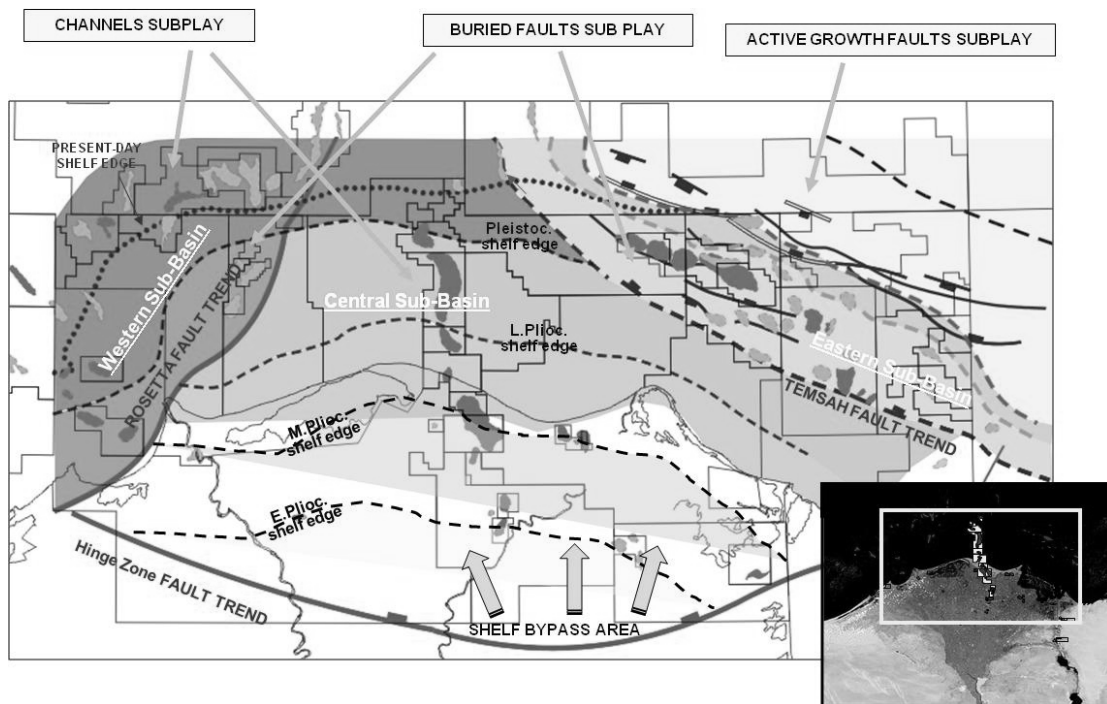 CHANNELS SUBPLAY
BURIED FAULTS SUB PLAY
ACTIVE GROWTH FAULTS SUBPLAY
PRESENT-DAY
SHELF EDGE
Pleistoc.
shelf edge
Western Sub-Basin
ROSETTA FAULT TREND
Central Sub-Basin
L.Plioc.
shelf edge
Eastern Sub-Basin
TEMSAH FAULT TREND
M.Plioc.
shelf edge
E.Plioc.
shelf edge
Hinge Zone FAULT TREND
SHELF BYPASS AREA